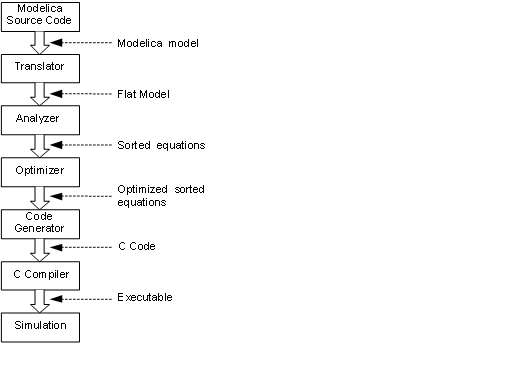 Modelica
Source Code
Modelica model
Translator
Flat Model
Analyzer
Sorted equations
Optimizer
Optimized sorted
equations
Code
Generator
C Code
C Compiler
Executable
Simulation